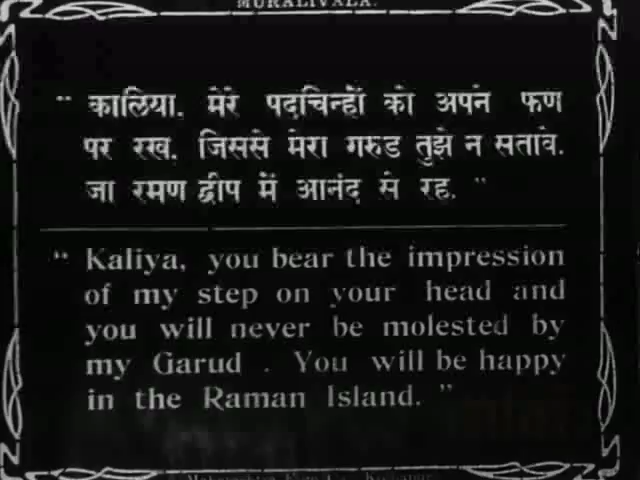 MURALIVALA.
" कालिया, मेरे पदचिन्हों को अपने फण
पर रख, जिससे मेरा गरुड तुझे न सतावे.
जा रमण द्वीप में आनंद से रह. "
" Kaliya, you bear the impression
of my step on your head and
you will never be molested by
my Garud . You will be happy
in the Raman Island. "